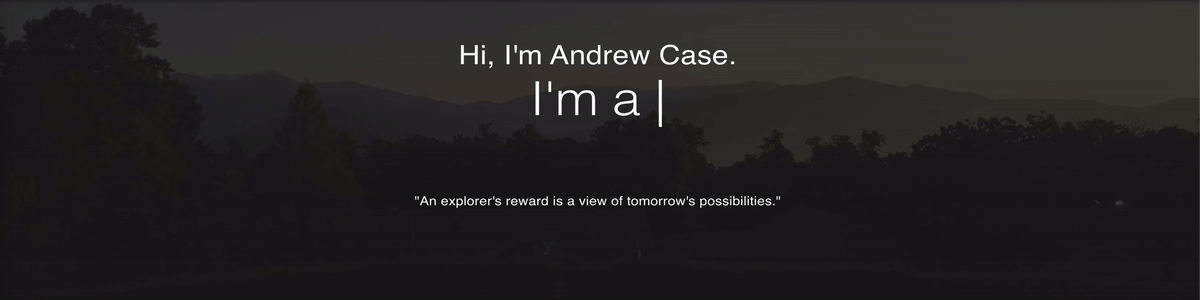 Hi, I'm Andrew Case.
I'm a |
"An explorer's reward is a view of tomorrow's possibilities."